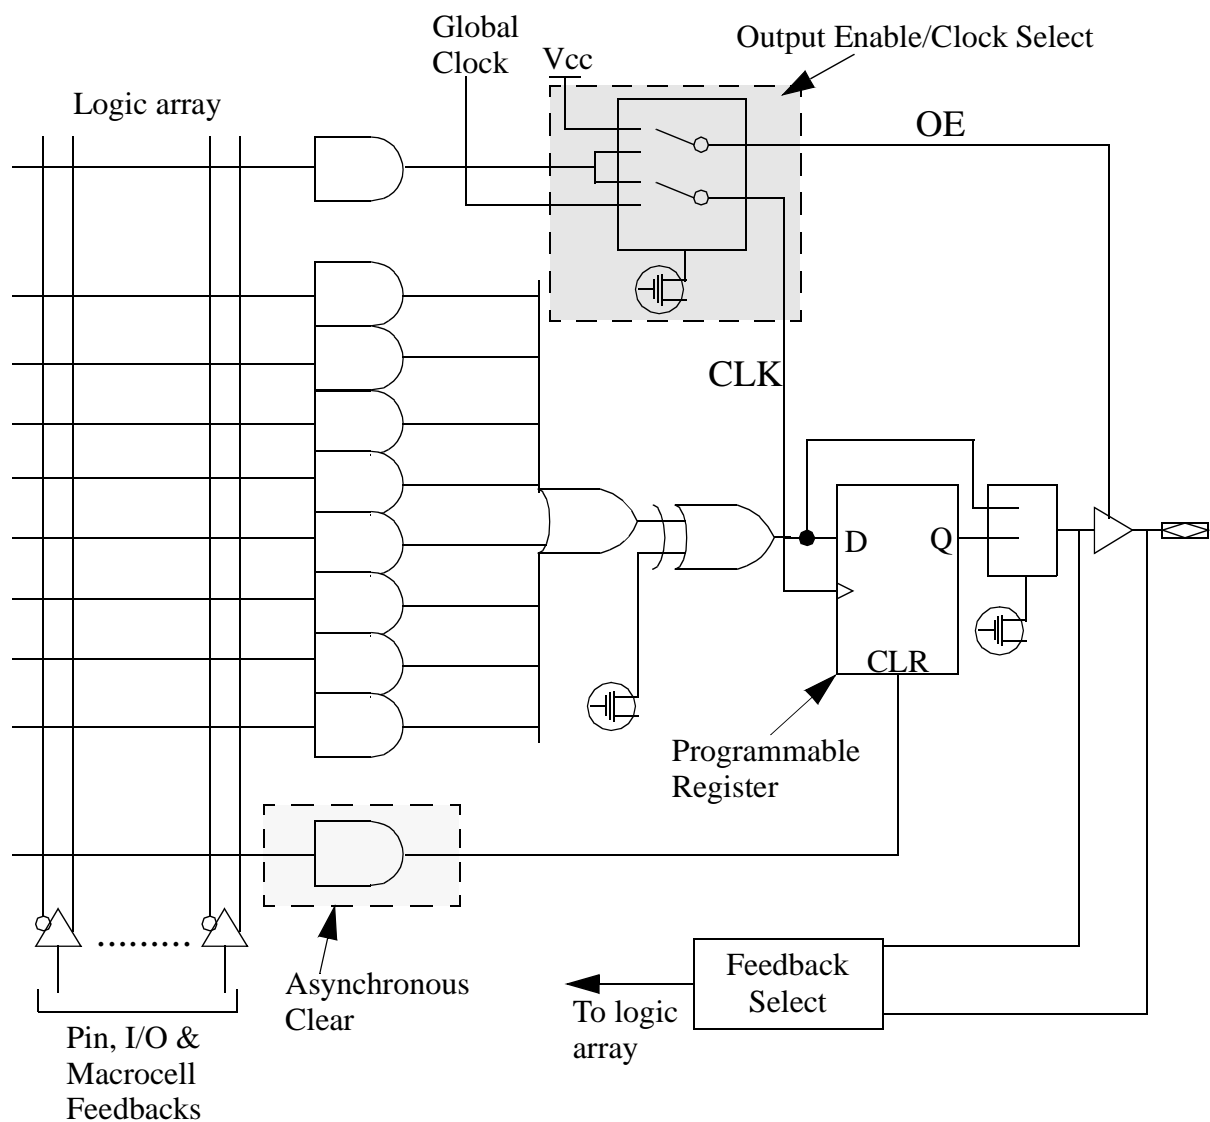 Global
Clock
Vcc
Output Enable/Clock Select
Logic array
OE
CLK
D
Q
CLR
Programmable
Register
Asynchronous
Clear
Feedback
Select
To logic
array
Pin, I/O &
Macrocell
Feedbacks